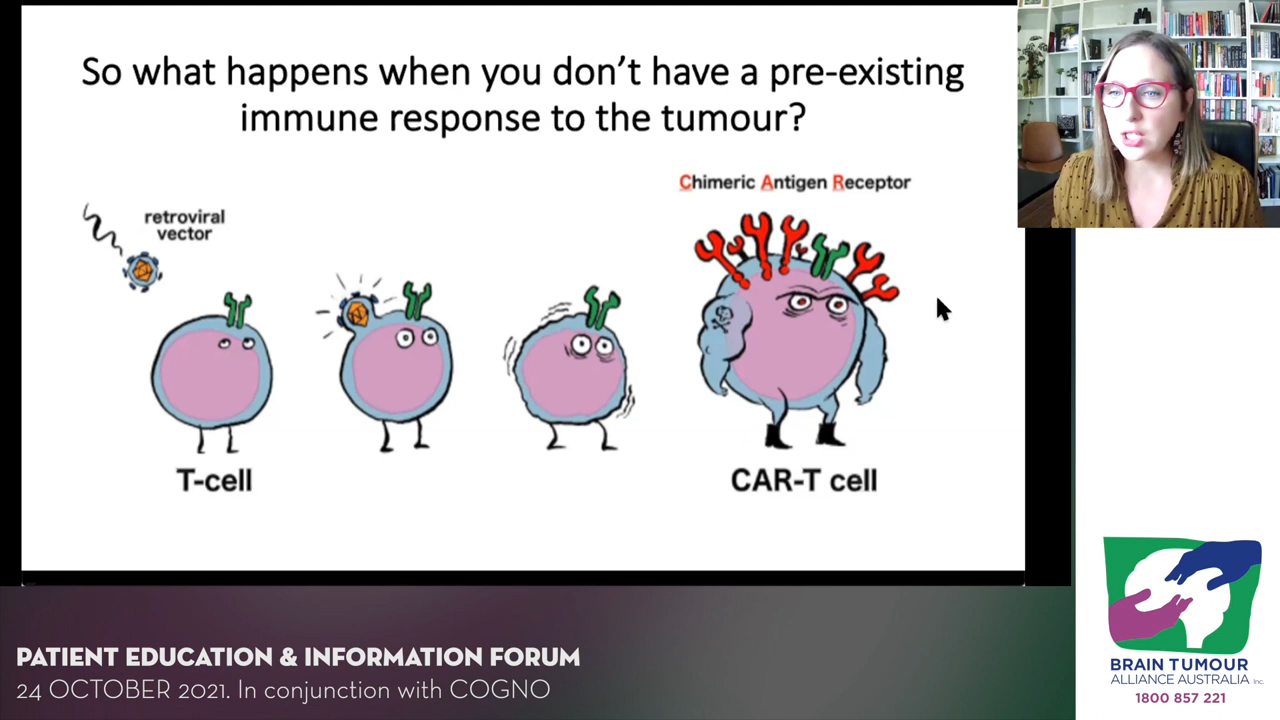 So what happens when you don't have a pre-existing
immune response to the tumour?
Chimeric Antigen Receptor
retroviral
vector
T-cell
CAR-T cell
PATIENT EDUCATION & INFORMATION FORUM
24 OCTOBER 2021. In conjunction with COGNO
BRAIN TUMOUR
ALLIANCE AUSTRALIA Inc.
1800 857 221